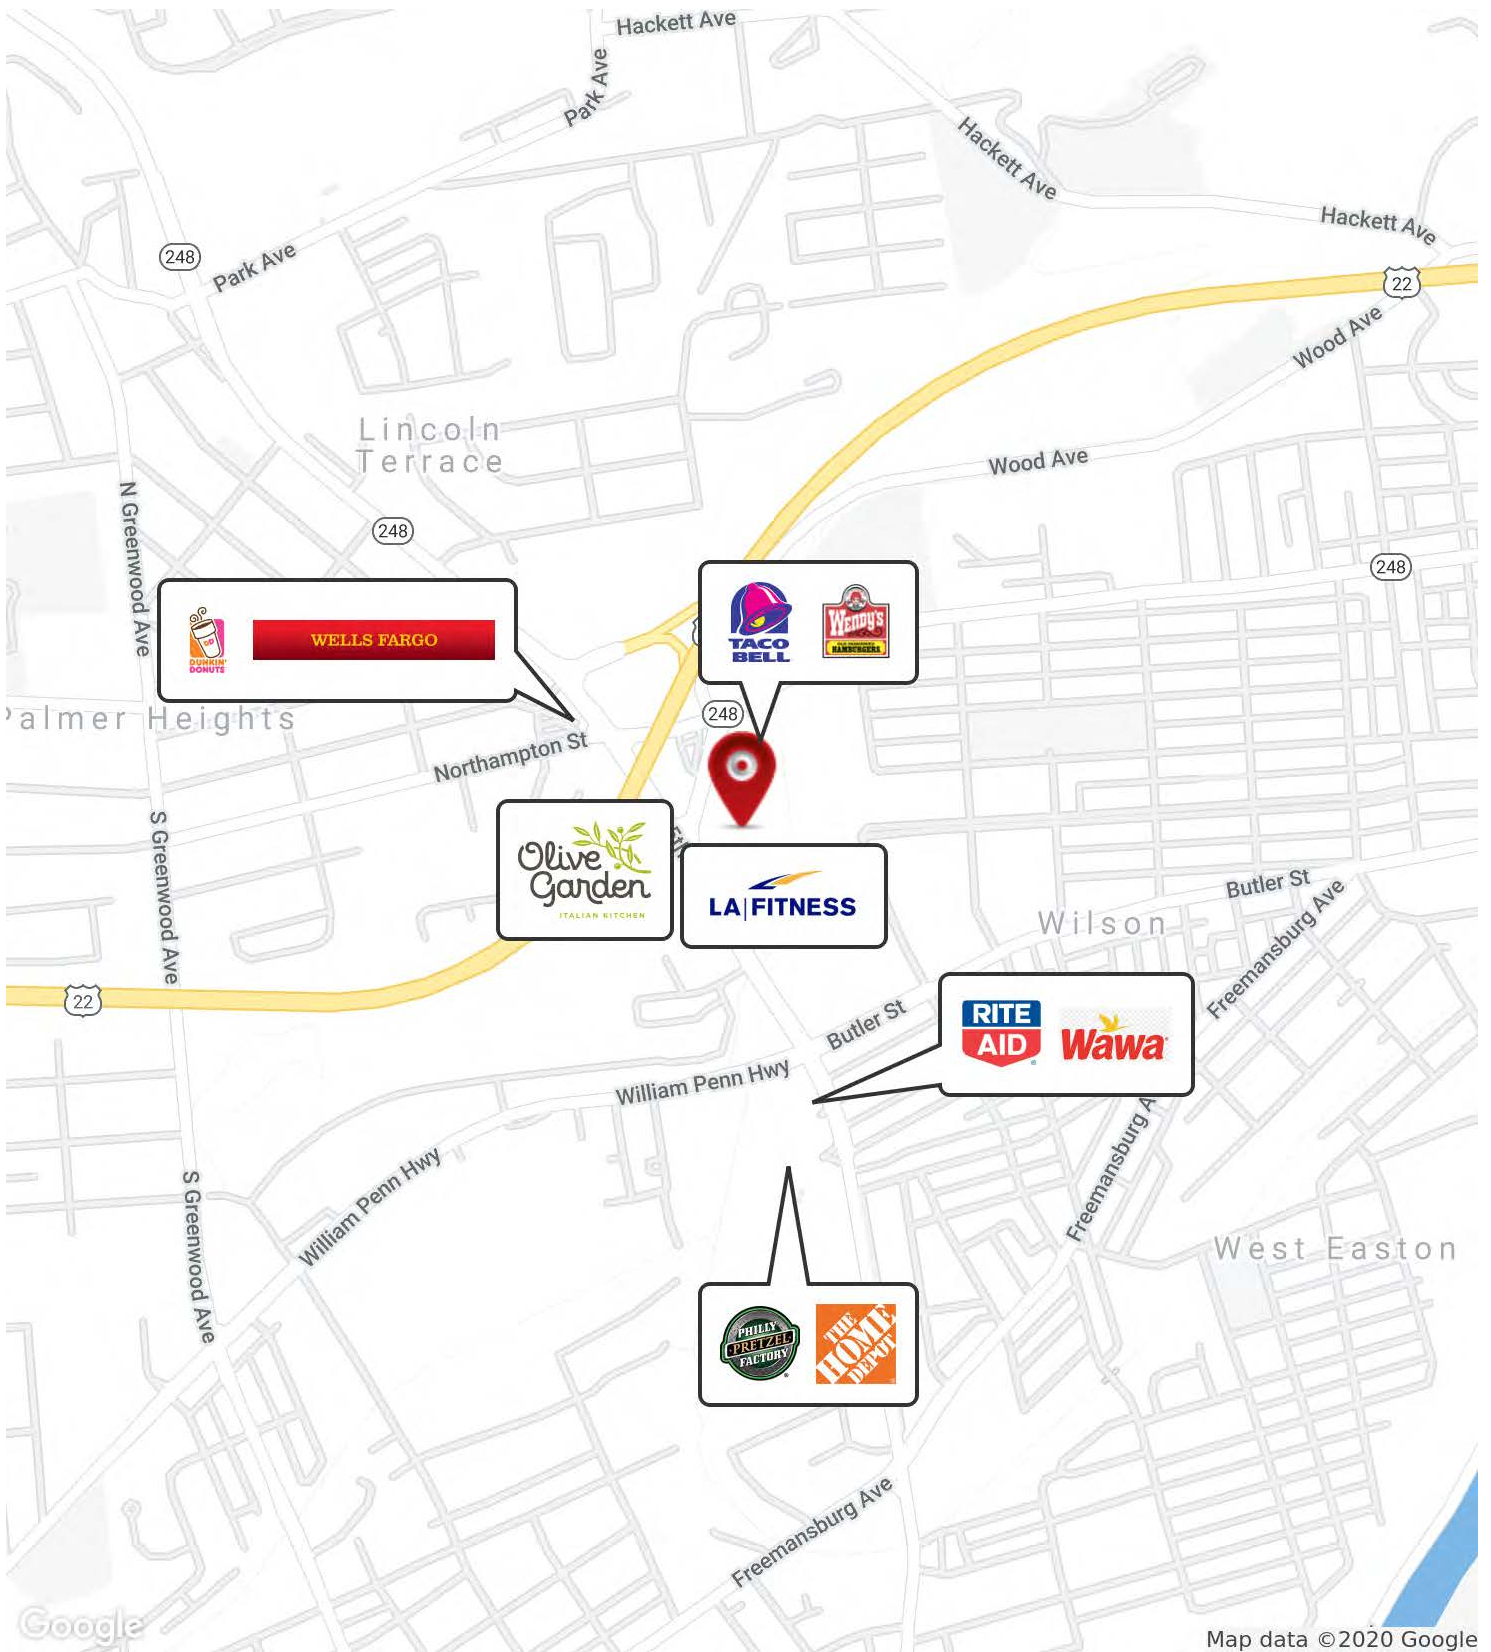 Hackett Ave
Park Ave
Hackett Ave
Hackett Ave
248
Park Ave
22
Wood Ave
Lincoln
Terrace
Wood Ave
N Greenwood Ave
248
248
DUNKIN'
DONUTS
WELLS FARGO
TACO
BELL
WENDY'S
OLD FASHIONED
HAMBURGERS
Palmer Heights
248
Northampton St
S Greenwood Ave
Olive
Garden
ITALIAN KITCHEN
LA FITNESS
Butler St
Freemansburg Ave
Wilson
22
Butler St
RITE
AID
Wawa
William Penn Hwy
William Penn Hwy
Freemansburg A
S Greenwood Ave
West Easton
PHILLY
PRETZEL
FACTORY
THE
HOME
DEPOT
Freemansburg Ave
Google
Map data ©2020 Google